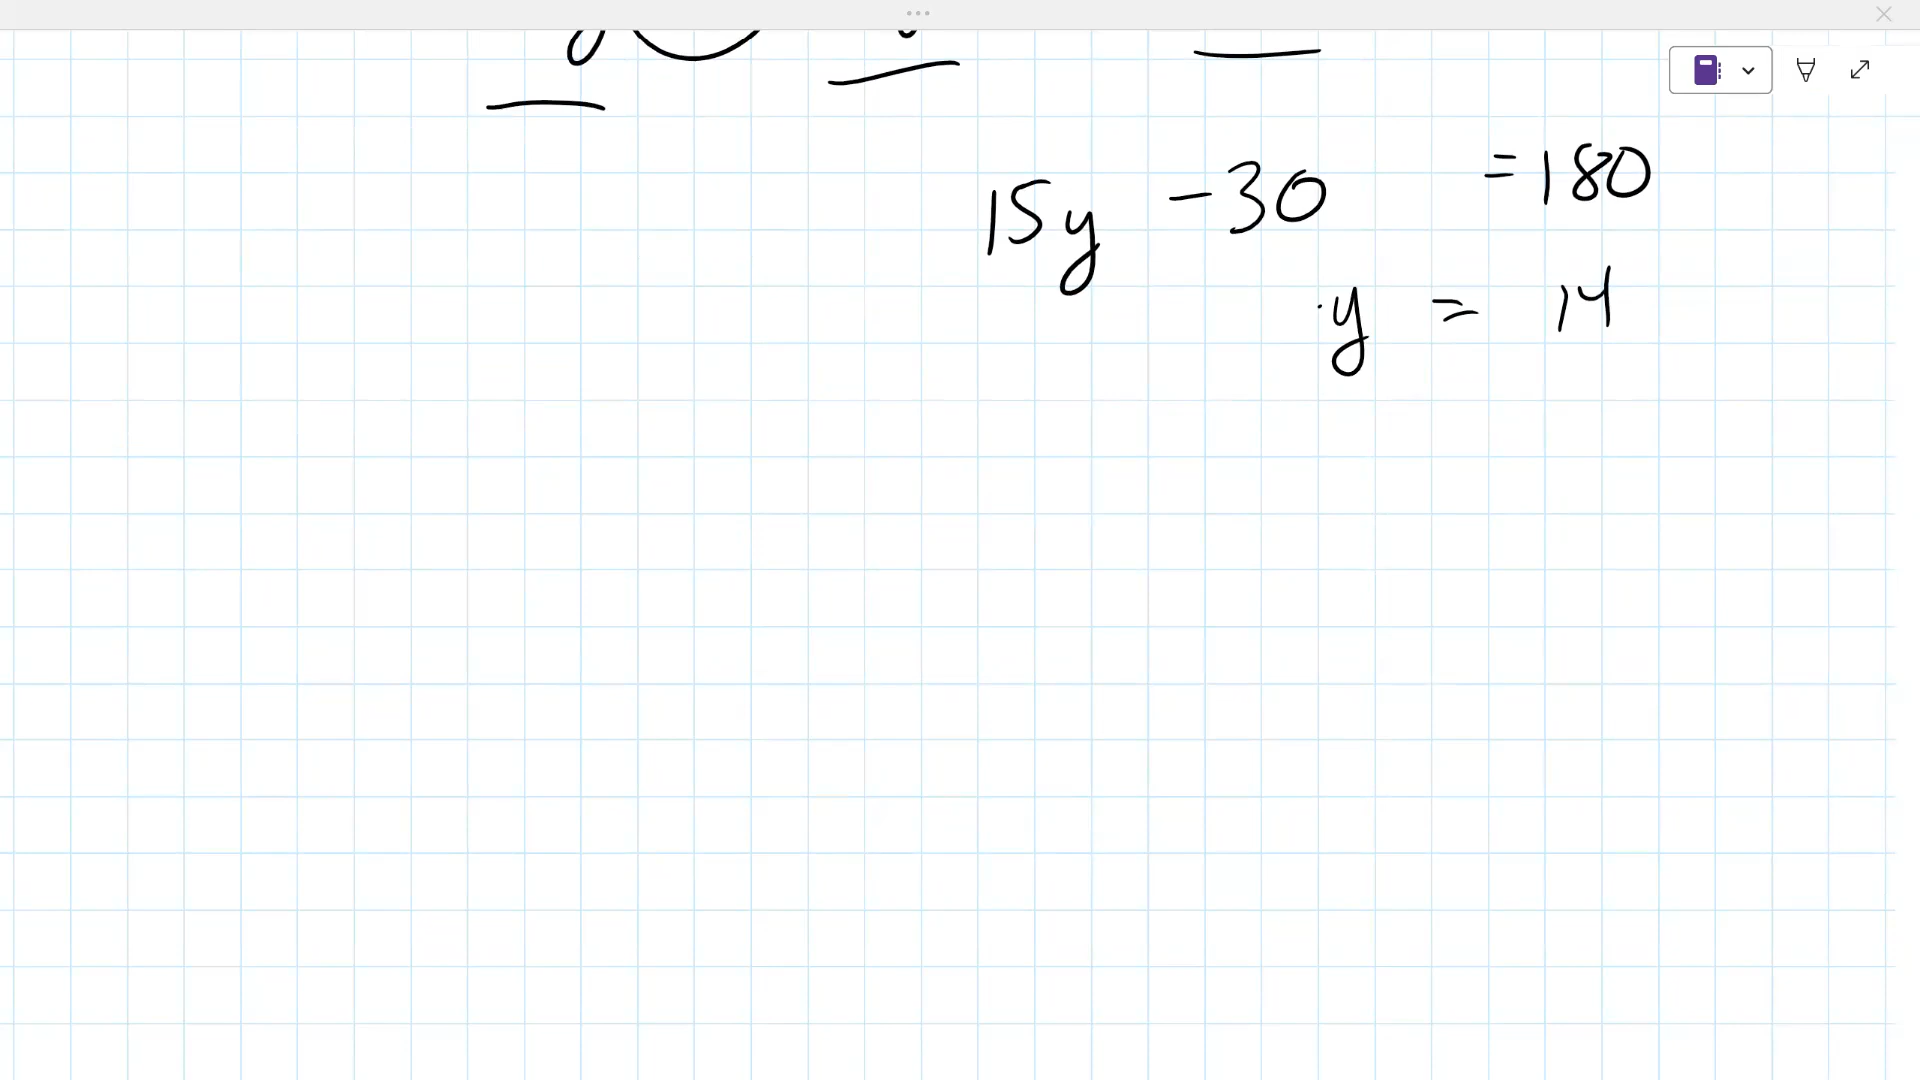 15y - 30 = 180
y = 14